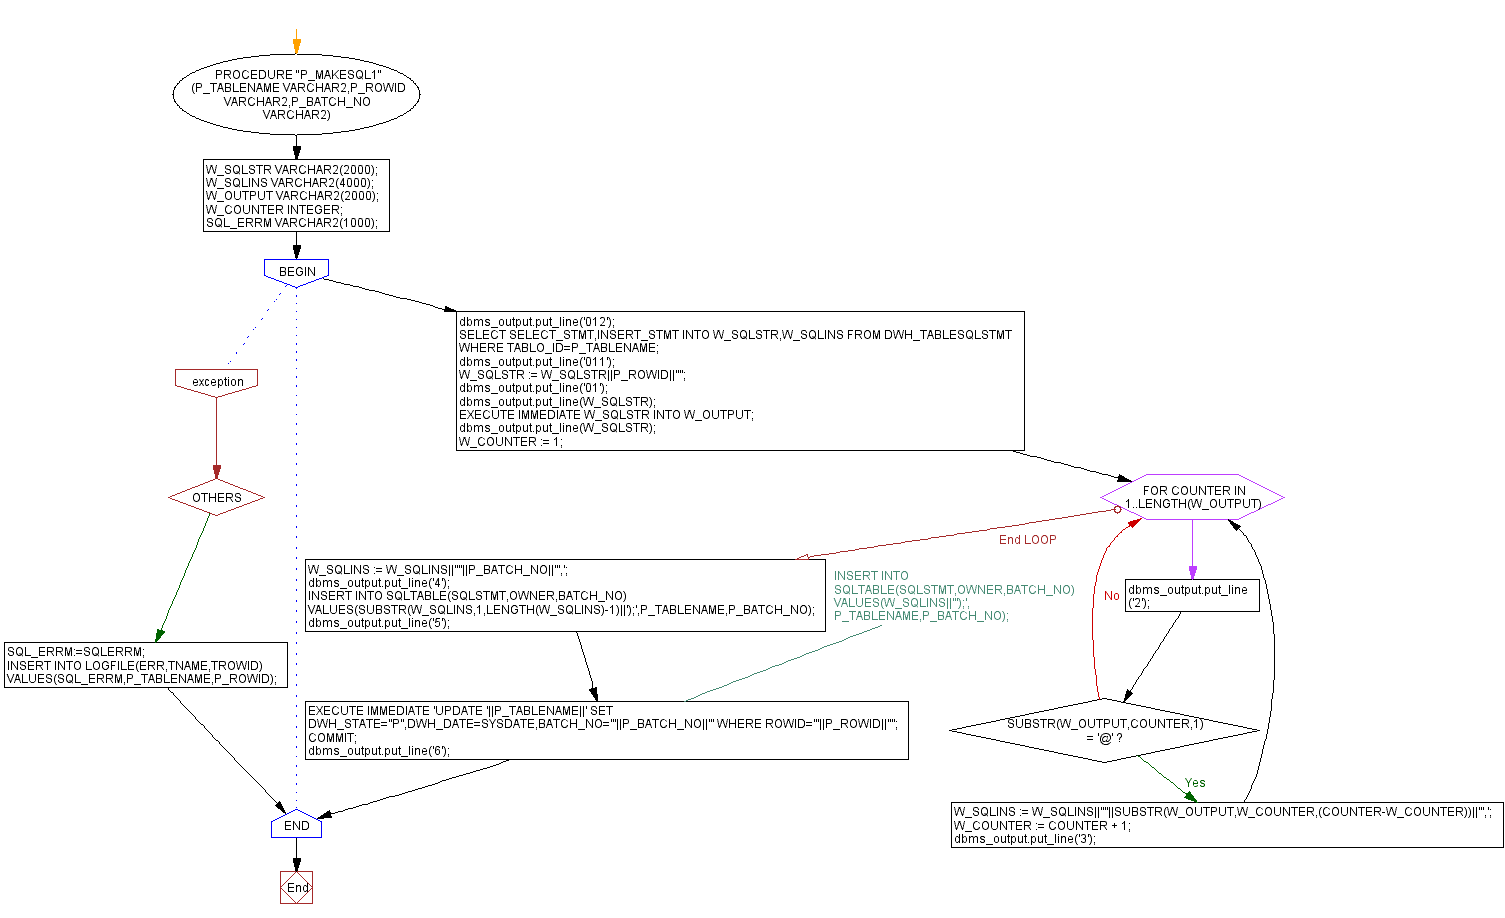 PROCEDURE "P_MAKESQL1"
(P_TABLENAME VARCHAR2,P_ROWID
VARCHAR2,P_BATCH_NO
VARCHAR2)
W_SQLSTR VARCHAR2(2000);
W_SQLINS VARCHAR2(4000);
W_OUTPUT VARCHAR2(2000);
W_COUNTER INTEGER;
SQL_ERRM VARCHAR2(1000);
BEGIN
dbms_output.put_line('012');
SELECT SELECT_STMT,INSERT_STMT INTO W_SQLSTR,W_SQLINS FROM DWH_TABLESQLSTMT
WHERE TABLO_ID=P_TABLENAME;
dbms_output.put_line('011');
W_SQLSTR := W_SQLSTR||P_ROWID||'''';
dbms_output.put_line('01');
dbms_output.put_line(W_SQLSTR);
EXECUTE IMMEDIATE W_SQLSTR INTO W_OUTPUT;
dbms_output.put_line(W_SQLSTR);
W_COUNTER := 1;
exception
OTHERS
FOR COUNTER IN
1..LENGTH(W_OUTPUT)
End LOOP
W_SQLINS := W_SQLINS||''''||P_BATCH_NO||''',';
dbms_output.put_line('4');
INSERT INTO SQLTABLE(SQLSTMT,OWNER,BATCH_NO)
VALUES(SUBSTR(W_SQLINS,1,LENGTH(W_SQLINS)-1)||');',P_TABLENAME,P_BATCH_NO);
dbms_output.put_line('5');
INSERT INTO
SQLTABLE(SQLSTMT,OWNER,BATCH_NO)
VALUES(W_SQLINS||''');',
P_TABLENAME,P_BATCH_NO);
No
dbms_output.put_line
('2');
SQL_ERRM:=SQLERRM;
INSERT INTO LOGFILE(ERR,TNAME,TROWID)
VALUES(SQL_ERRM,P_TABLENAME,P_ROWID);
EXECUTE IMMEDIATE 'UPDATE '||P_TABLENAME||' SET
DWH_STATE=''P'',DWH_DATE=SYSDATE,BATCH_NO='''||P_BATCH_NO||''' WHERE ROWID='''||P_ROWID||'''';
COMMIT;
dbms_output.put_line('6');
SUBSTR(W_OUTPUT,COUNTER,1)
= '@' ?
Yes
W_SQLINS := W_SQLINS||''''||SUBSTR(W_OUTPUT,W_COUNTER,(COUNTER-W_COUNTER))||''',';
W_COUNTER := COUNTER + 1;
dbms_output.put_line('3');
END
End